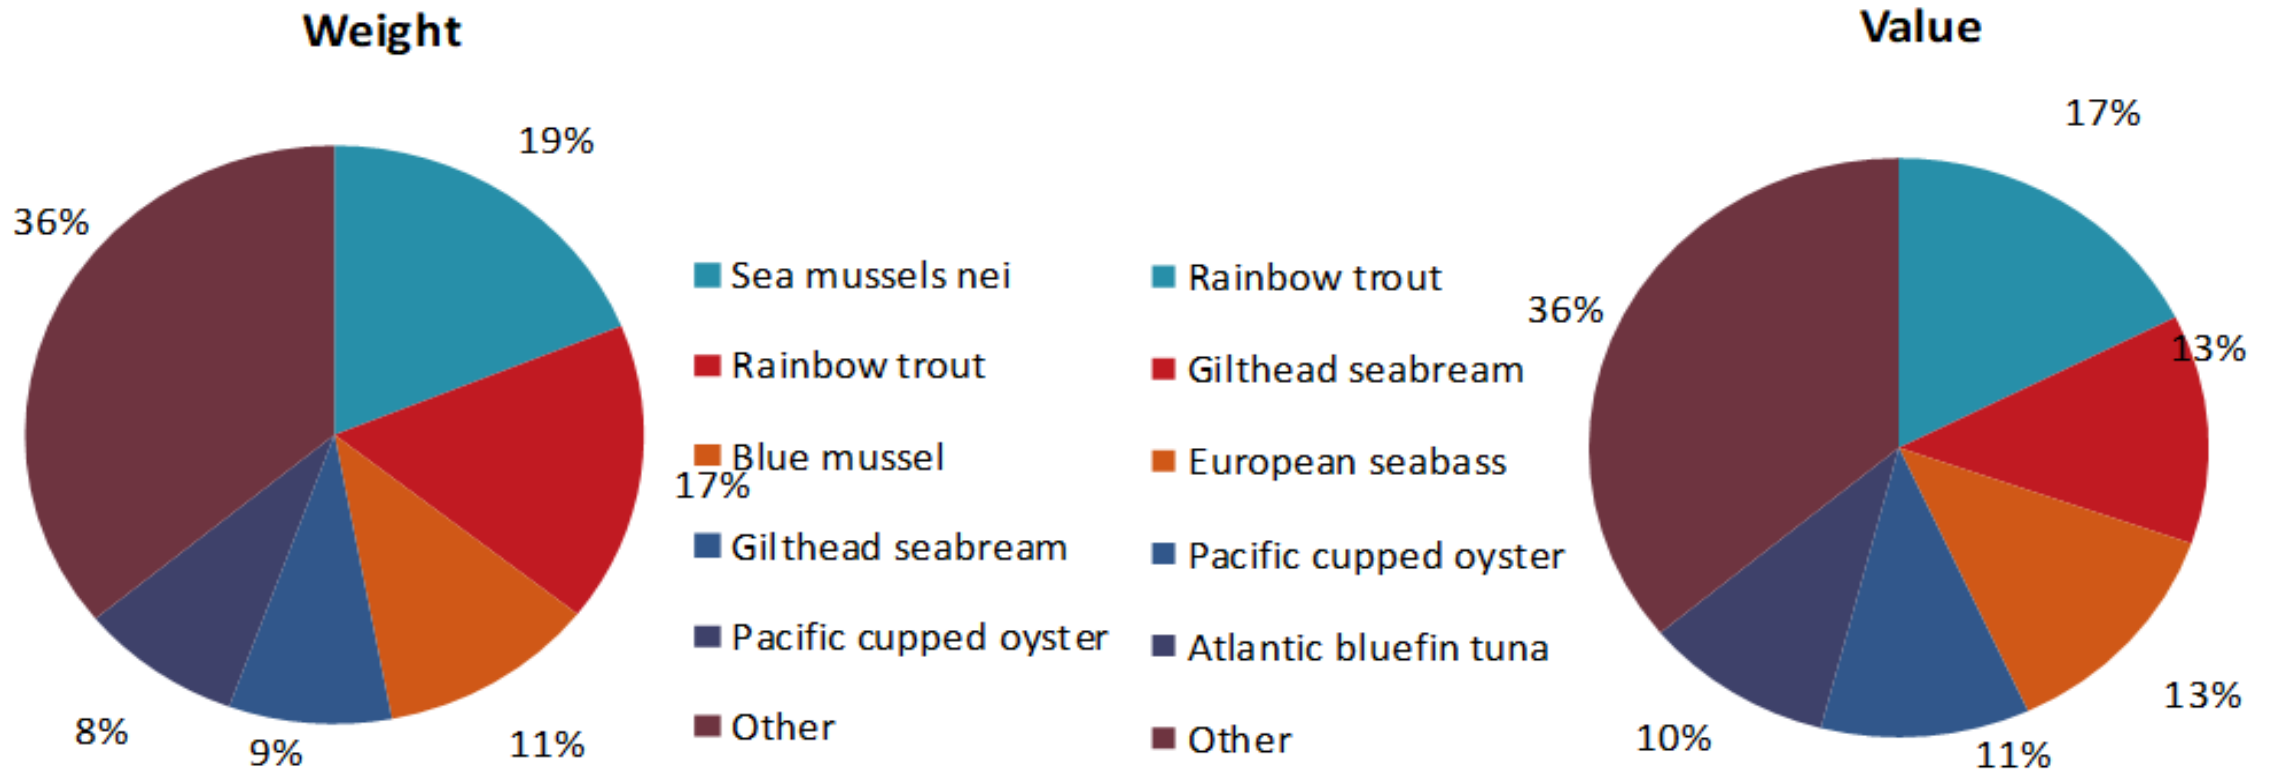 Weight
19%
36%
17%
11%
9%
8%
Sea mussels nei
Rainbow trout
Blue mussel
Gilthead seabream
Pacific cupped oyster
Other
Value
17%
13%
13%
11%
10%
36%
Rainbow trout
Gilthead seabream
European seabass
Pacific cupped oyster
Atlantic bluefin tuna
Other